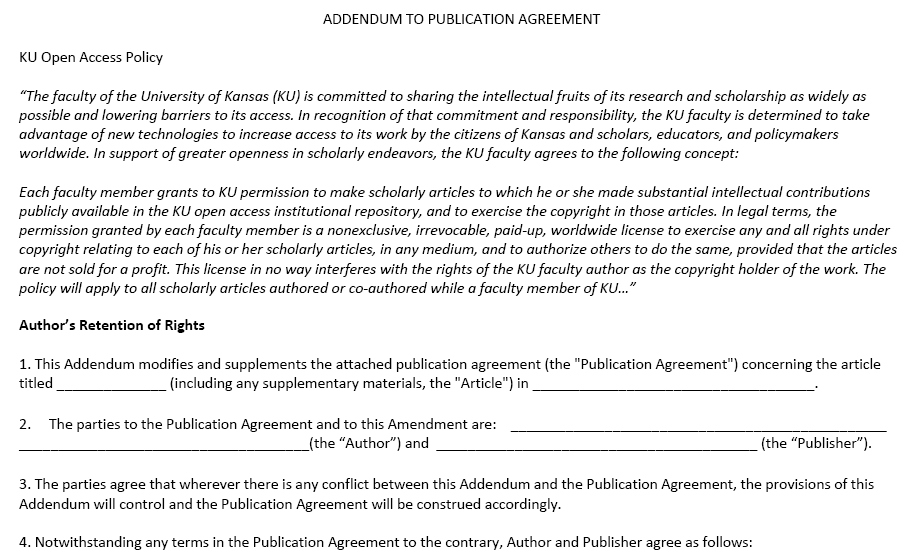 ADDENDUM TO PUBLICATION AGREEMENT
KU Open Access Policy
“The faculty of the University of Kansas (KU) is committed to sharing the intellectual fruits of its research and scholarship as widely as
possible and lowering barriers to its access. In recognition of that commitment and responsibility, the KU faculty is determined to take
advantage of new technologies to increase access to its work by the citizens of Kansas and scholars, educators, and policymakers
worldwide. In support of greater openness in scholarly endeavors, the KU faculty agrees to the following concept:
Each faculty member grants to KU permission to make scholarly articles to which he or she made substantial intellectual contributions
publicly available in the KU open access institutional repository, and to exercise the copyright in those articles. In legal terms, the
permission granted by each faculty member is a nonexclusive, irrevocable, paid-up, worldwide license to exercise any and all rights under
copyright relating to each of his or her scholarly articles, in any medium, and to authorize others to do the same, provided that the articles
are not sold for a profit. This license in no way interferes with the rights of the KU faculty author as the copyright holder of the work. The
policy will apply to all scholarly articles authored or co-authored while a faculty member of KU…”
Author’s Retention of Rights
1. This Addendum modifies and supplements the attached publication agreement (the "Publication Agreement") concerning the article
titled ______________ (including any supplementary materials, the "Article") in ____________________________________.
2. The parties to the Publication Agreement and to this Amendment are: ________________________________________________
_____________________________________(the “Author”) and _________________________________________ (the “Publisher”).
3. The parties agree that wherever there is any conflict between this Addendum and the Publication Agreement, the provisions of this
Addendum will control and the Publication Agreement will be construed accordingly.
4. Notwithstanding any terms in the Publication Agreement to the contrary, Author and Publisher agree as follows: